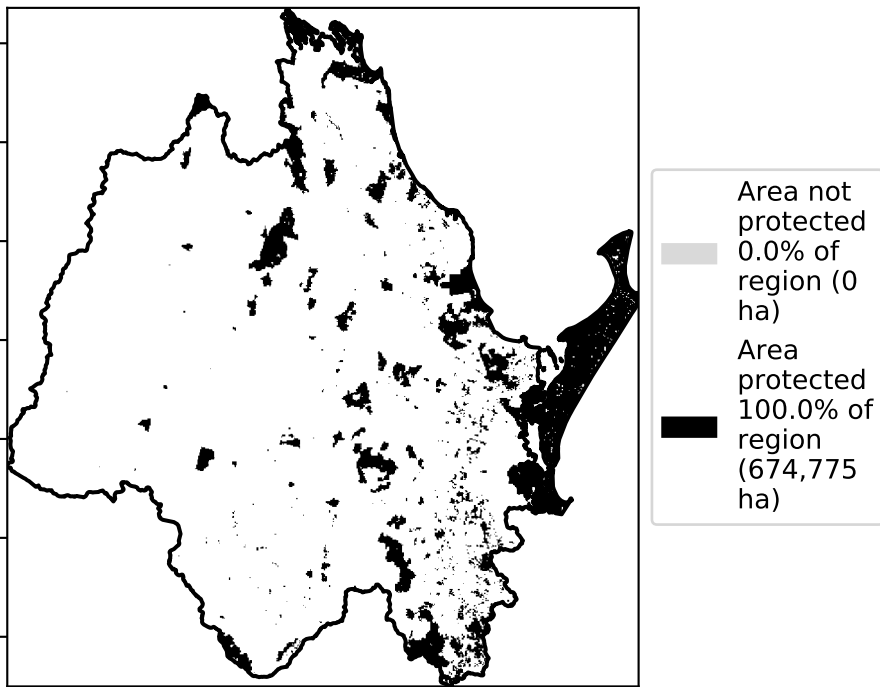 Area not
protected
0.0% of
region (0
ha)
Area
protected
100.0% of
region
(674,775
ha)